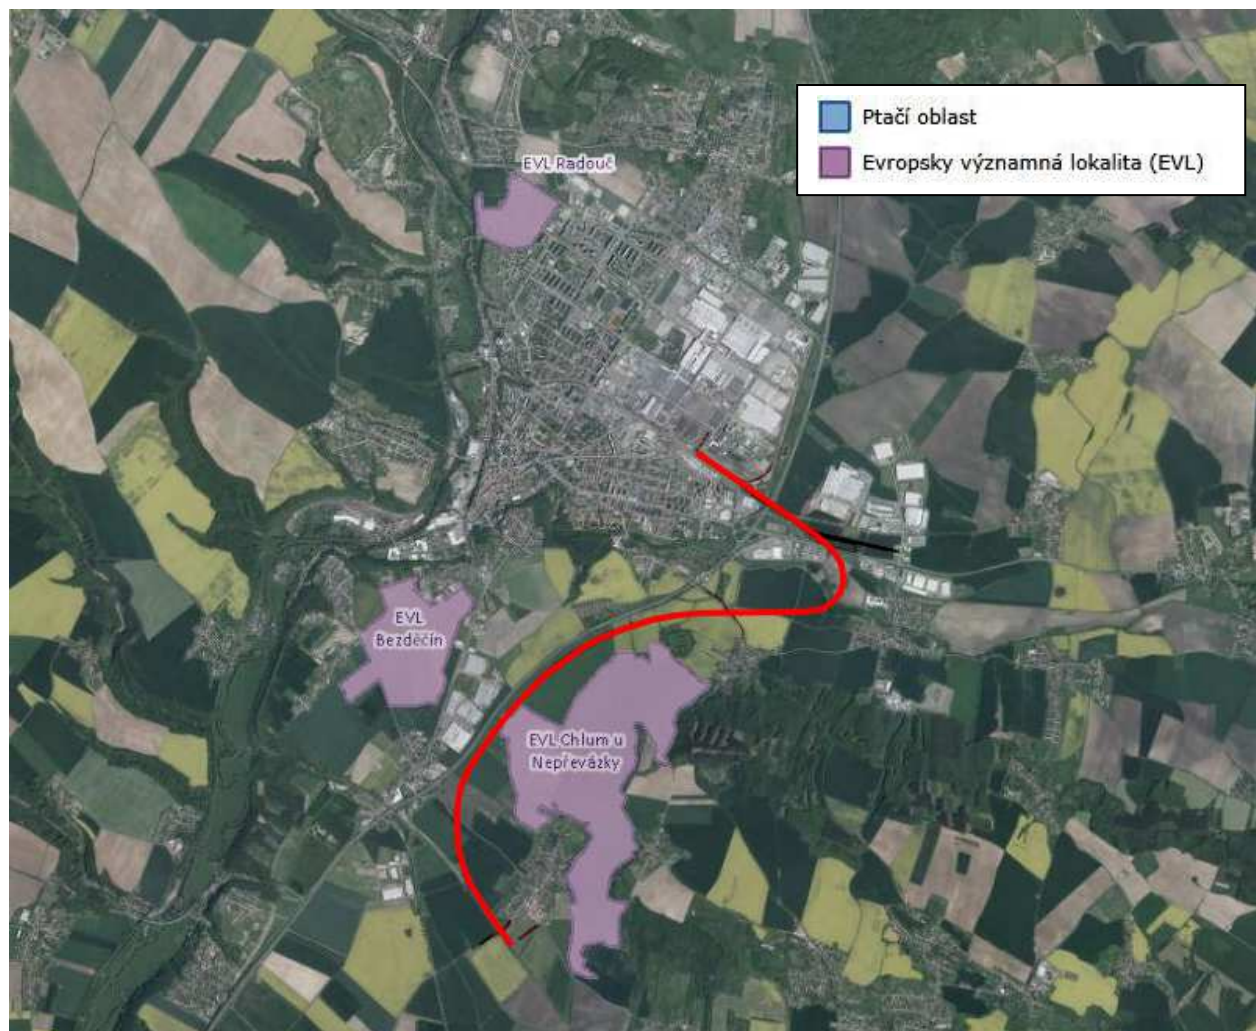 Ptačí oblast
Evropsky významná lokalita (EVL)
EVL Radouč
EVL
Bezděčín
EVL Chlum u
Nepřevázky